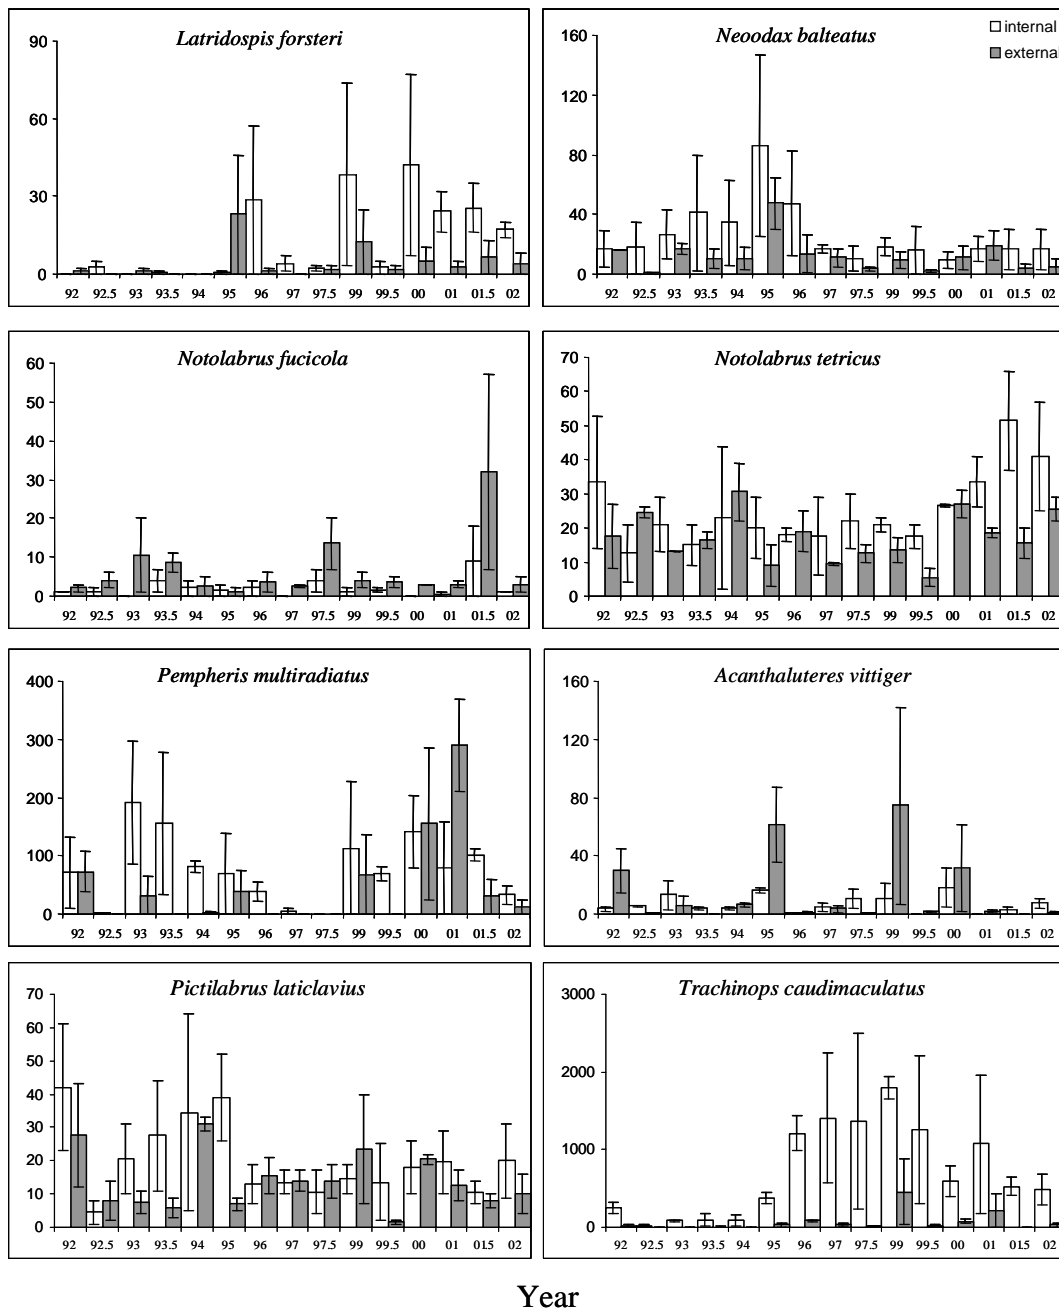 Latridospis forsteri
90
60
30
0
92 92.5 93 93.5 94 95 96 97 97.5 99 99.5 00 01 01.5 02
Neoodax balteatus
internal
external
160
120
80
40
0
92 92.5 93 93.5 94 95 96 97 97.5 99 99.5 00 01 01.5 02
Notolabrus fucicola
60
50
40
30
20
10
0
92 92.5 93 93.5 94 95 96 97 97.5 99 99.5 00 01 01.5 02
Notolabrus tetricus
70
60
50
40
30
20
10
0
92 92.5 93 93.5 94 95 96 97 97.5 99 99.5 00 01 01.5 02
Pempheris multiradiatus
400
300
200
100
0
92 92.5 93 93.5 94 95 96 97 97.5 99 99.5 00 01 01.5 02
Acanthaluteres vittiger
160
120
80
40
0
92 92.5 93 93.5 94 95 96 97 97.5 99 99.5 00 01 01.5 02
Pictilabrus laticlavius
70
60
50
40
30
20
10
0
92 92.5 93 93.5 94 95 96 97 97.5 99 99.5 00 01 01.5 02
Trachinops caudimaculatus
3000
2000
1000
0
92 92.5 93 93.5 94 95 96 97 97.5 99 99.5 00 01 01.5 02
Year